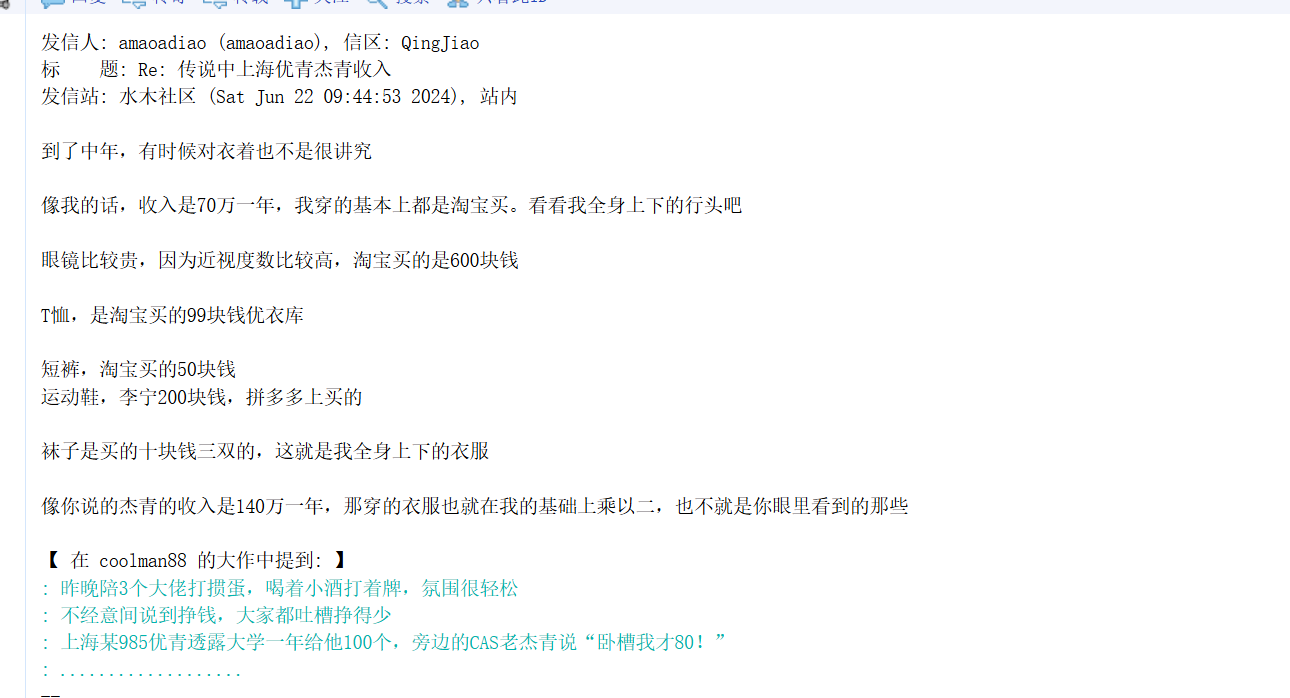 发信人: amaoadiao (amaoadiao), 信区: QingJiao
标　　题: Re: 传说中上海优青杰青收入
发信站: 水木社区 (Sat Jun 22 09:44:53 2024), 站内
到了中年，有时候对衣着也不是很讲究
像我的话，收入是70万一年，我穿的基本上都是淘宝买。看看我全身上下的行头吧
眼镜比较贵，因为近视度数比较高，淘宝买的是600块钱
T恤，是淘宝买的99块钱优衣库
短裤，淘宝买的50块钱
运动鞋，李宁200块钱，拼多多上买的
袜子是买的十块钱三双的，这就是我全身上下的衣服
像你说的杰青的收入是140万一年，那穿的衣服也就在我的基础上乘以二，也不就是你眼里看到的那些
【 在 coolman88 的大作中提到: 】
: 昨晚陪3个大佬打掼蛋，喝着小酒打着牌，氛围很轻松
: 不经意间说到挣钱，大家都吐槽挣得少
: 上海某985优青透露大学一年给他100个，旁边的CAS老杰青说“卧槽我才80！”
: ...................
--